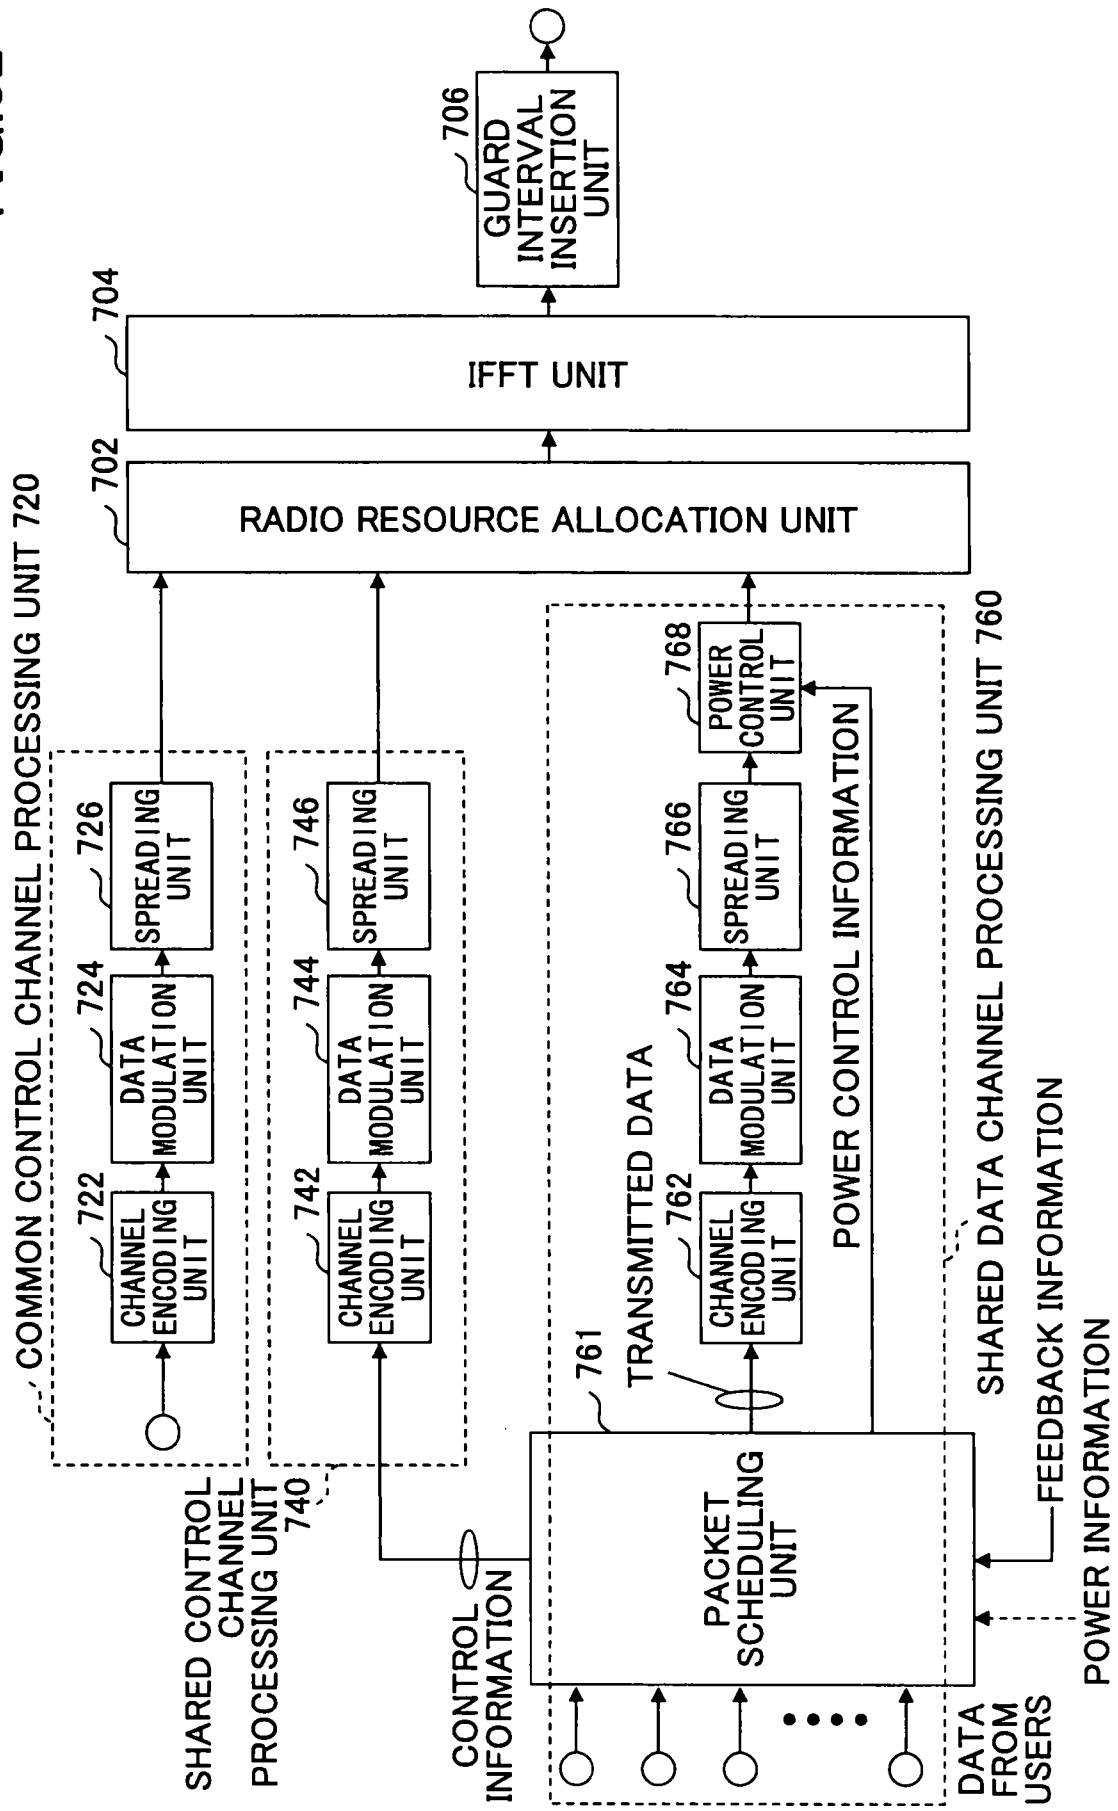 COMMON CONTROL CHANNEL PROCESSING UNIT 720
722
CHANNEL
ENCODING
UNIT
724
DATA
MODULATION
UNIT
726
SPREADING
UNIT
SHARED CONTROL
CHANNEL
PROCESSING UNIT
740
742
CHANNEL
ENCODING
UNIT
744
DATA
MODULATION
UNIT
746
SPREADING
UNIT
702
RADIO RESOURCE ALLOCATION UNIT
704
IFFT UNIT
706
GUARD
INTERVAL
INSERTION
UNIT
CONTROL
INFORMATION
761
PACKET
SCHEDULING
UNIT
TRANSMITTED DATA
762
CHANNEL
ENCODING
UNIT
764
DATA
MODULATION
UNIT
766
SPREADING
UNIT
768
POWER
CONTROL
UNIT
POWER CONTROL INFORMATION
DATA
FROM
USERS
SHARED DATA CHANNEL PROCESSING UNIT 760
FEEDBACK INFORMATION
POWER INFORMATION